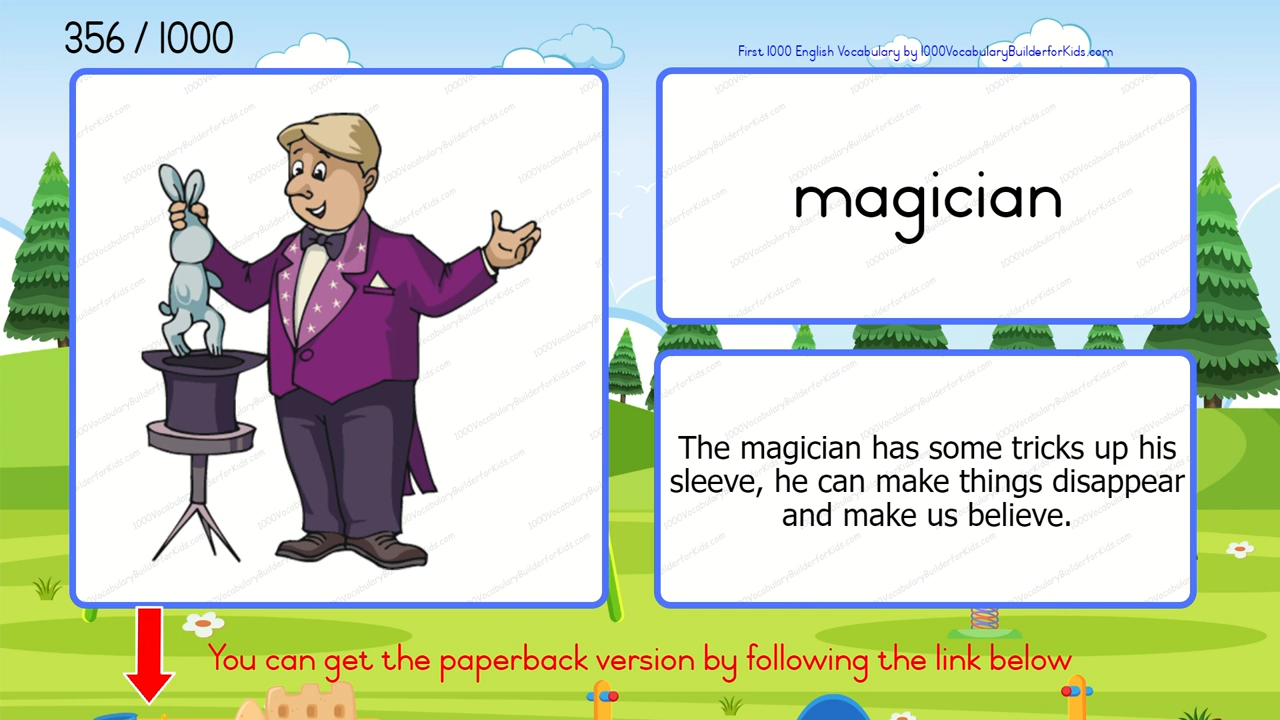 356 / 1000
First 1000 English Vocabulary by 1000VocabularyBuilderforKids.com
magician
The magician has some tricks up his
sleeve, he can make things disappear
and make us believe.
You can get the paperback version by following the link below
1000VocabularyBuilderforKids.com